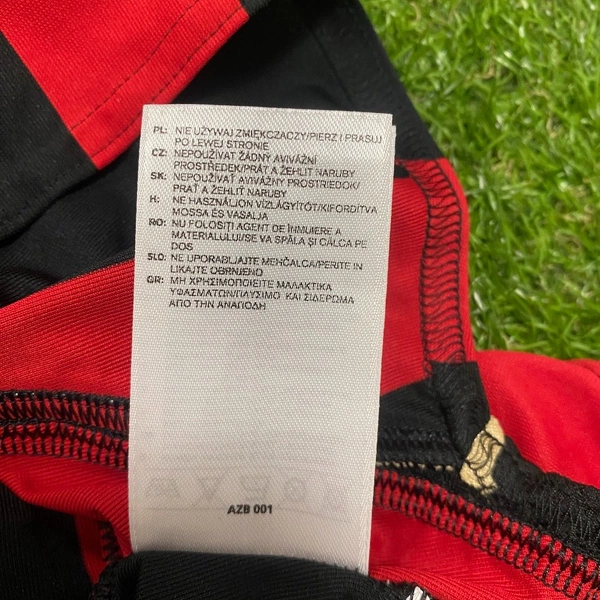 PL: NIE UŻYWAJ ZMIĘKCZACZY/PIERZ I PRASUJ
PO LEWEJ STRONIE
CZ: NEPOUŽÍVAT ŽÁDNÝ AVIVÁŽNÍ
PROSTŘEDEK/PRÁT A ŽEHLIT NARUBY
SK: NEPOUŽÍVAŤ AVIVÁŽNY PROSTRIEDOK/
PRAŤ A ŽEHLIŤ NARUBY
H: NE HASZNÁLJON VÍZLÁGYÍTÓT/KIFORDÍTVA
MOSSA ÉS VASALJA
RO: NU FOLOSIȚI AGENT DE ÎNMUIERE A
MATERIALULUI/SE VA SPĂLA ȘI CĂLCA PE
DOS
SLO: NE UPORABLJAJTE MEHČALCA/PERITE IN
LIKAJTE OBRNJENO
GR: ΜΗ ΧΡΗΣΙΜΟΠΟΙΕΙΤΕ ΜΑΛΑΚΤΙΚΑ
ΥΦΑΣΜΑΤΩΝ/ΠΛΥΣΙΜΟ ΚΑΙ ΣΙΔΕΡΩΜΑ
ΑΠΟ ΤΗΝ ΑΝΑΠΟΔΗ
AZB 001